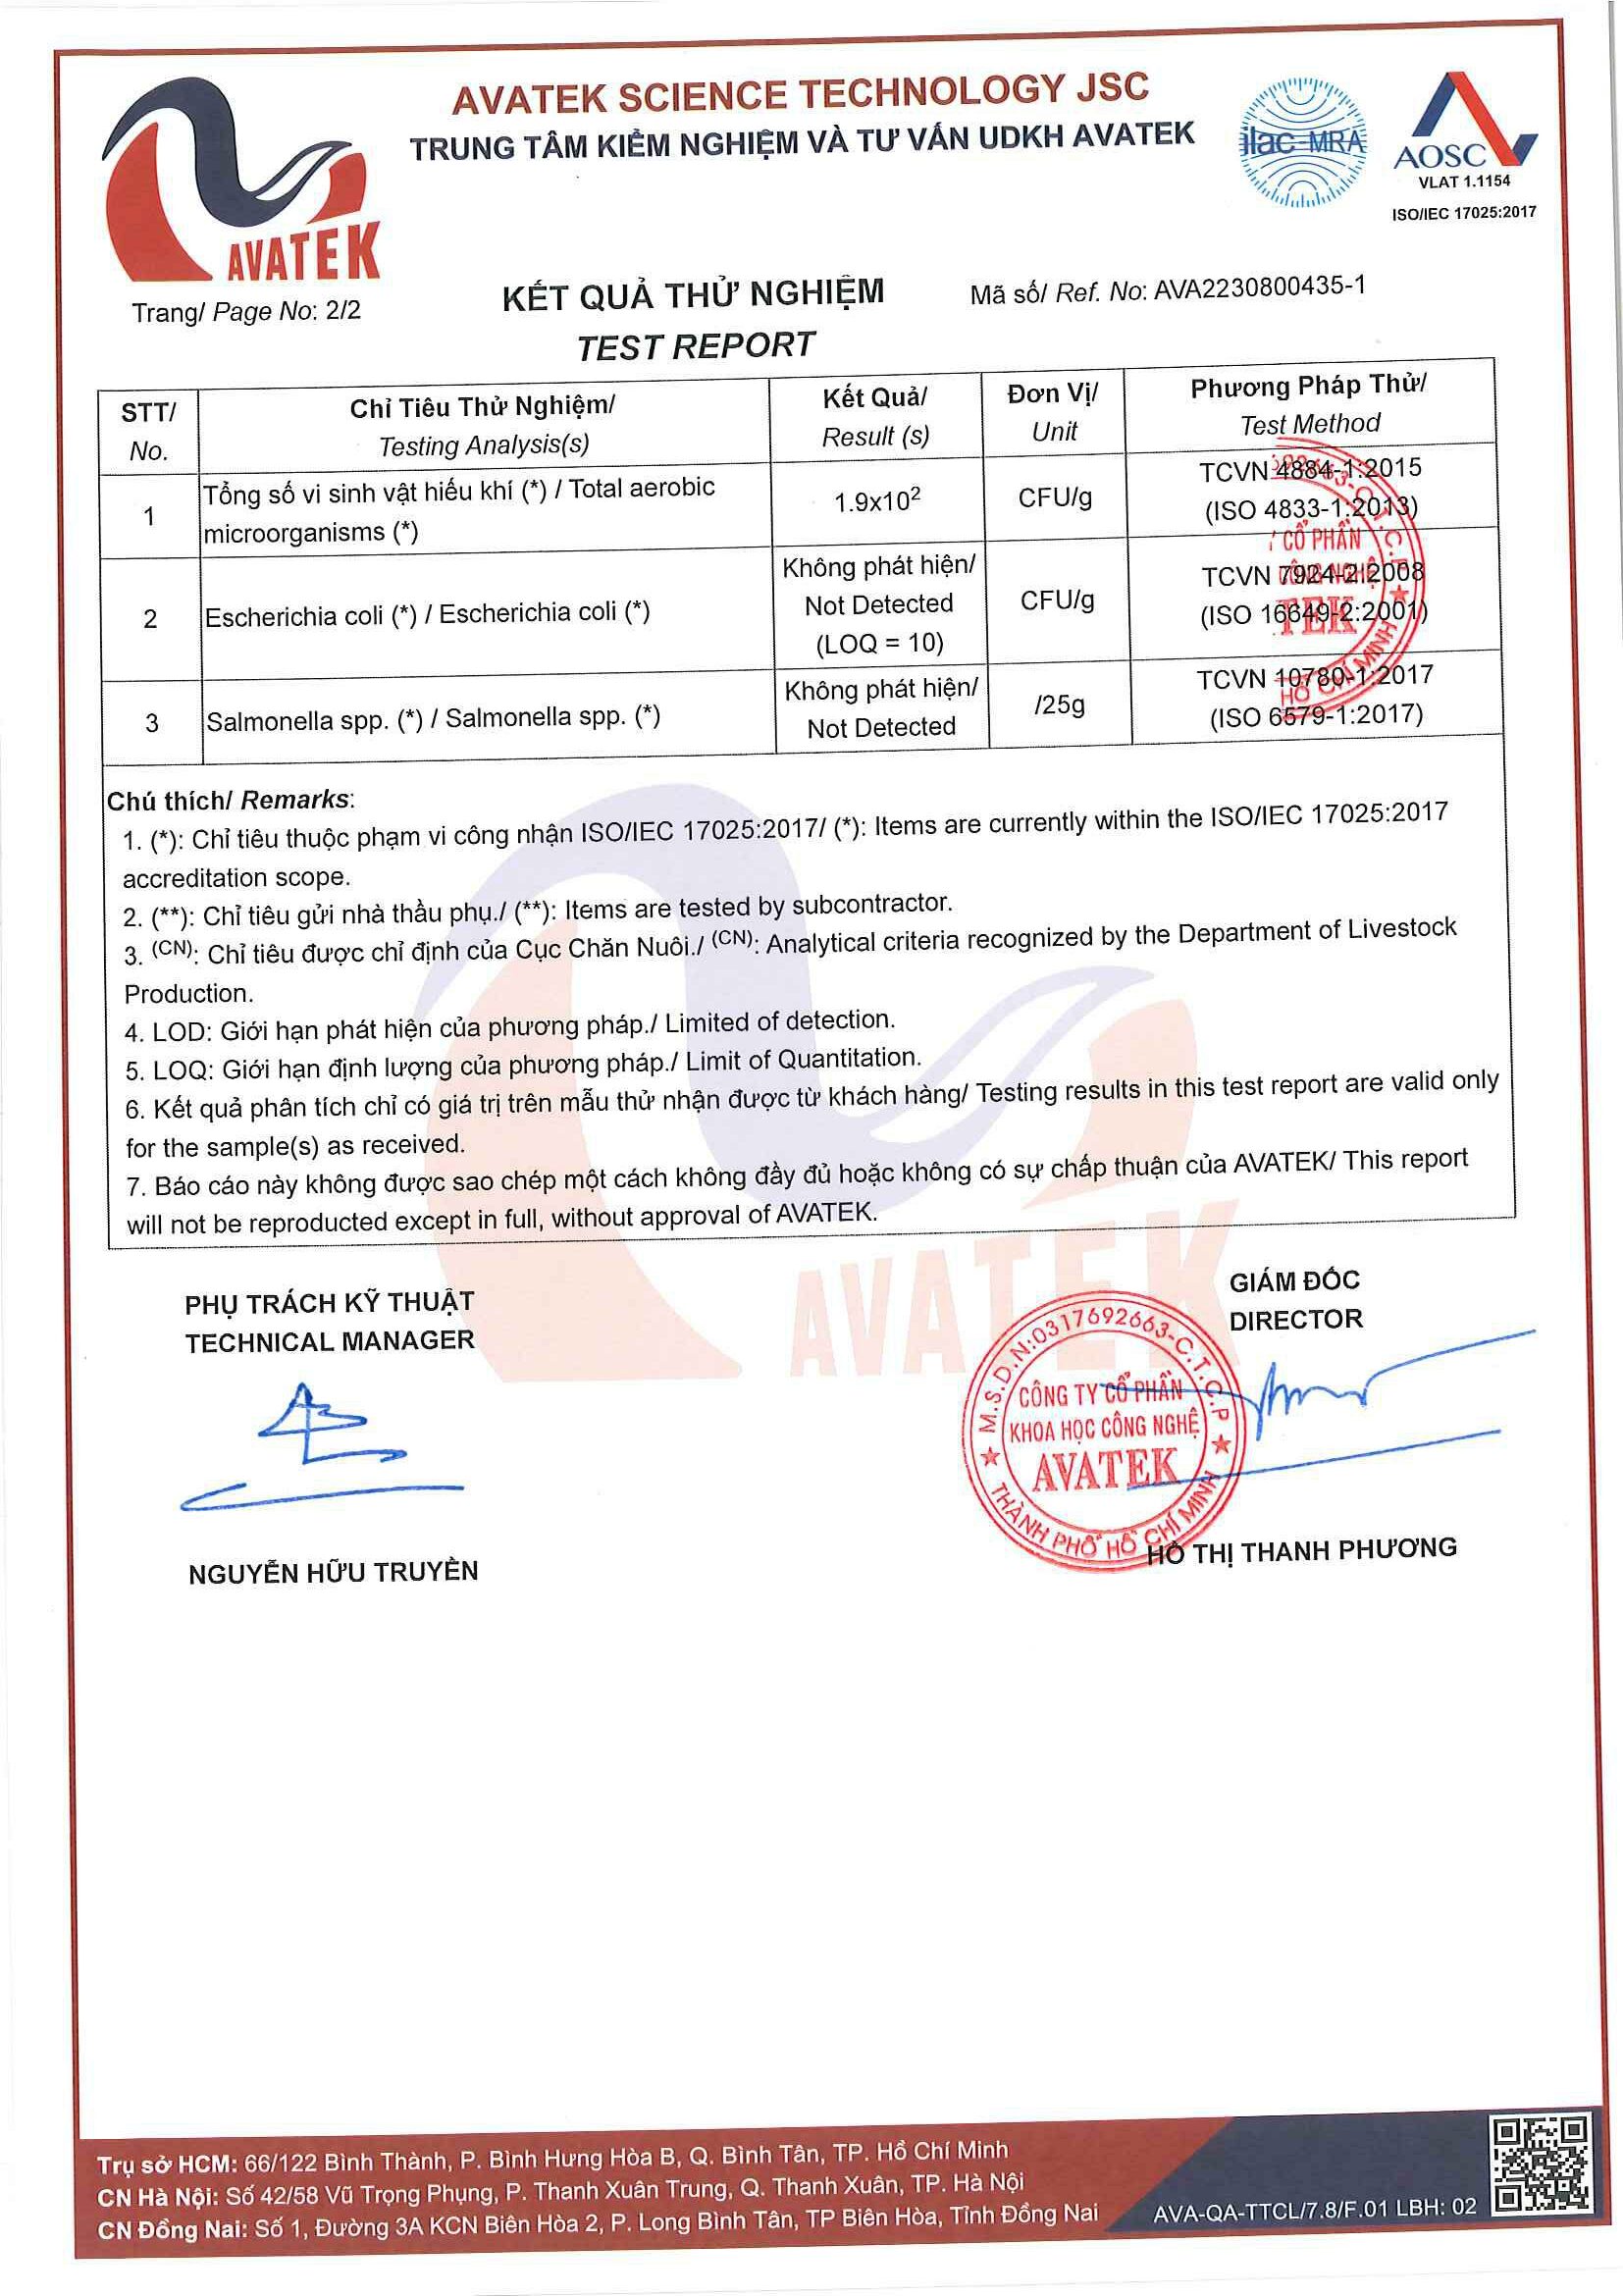 AVATEK SCIENCE TECHNOLOGY JSC
TRUNG TÂM KIỂM NGHIỆM VÀ TƯ VẤN UDKH AVATEK
AVATEK
ilac-MRA
AOSC
VLAT 1.1154
ISO/IEC 17025:2017
Trang/ Page No: 2/2
KẾT QUẢ THỬ NGHIỆM
TEST REPORT
Mã số/ Ref. No: AVA2230800435-1
STT/ No.
Chỉ Tiêu Thử Nghiệm/ Testing Analysis(s)
Kết Quả/ Result (s)
Đơn Vị/ Unit
Phương Pháp Thử/ Test Method
1
Tổng số vi sinh vật hiếu khí (*) / Total aerobic
microorganisms (*)
1.9x10²
CFU/g
TCVN 4884-1:2015
(ISO 4833-1:2013)
2
Escherichia coli (*) / Escherichia coli (*)
Không phát hiện/
Not Detected
(LOQ = 10)
CFU/g
TCVN 7924-2:2008
(ISO 16649-2:2001)
3
Salmonella spp. (*) / Salmonella spp. (*)
Không phát hiện/
Not Detected
/25g
TCVN 10780-1:2017
(ISO 6579-1:2017)
CỔ PHẦN
CÔNG NGHỆ
TEK
HỒ CHÍ MINH
Chú thích/ Remarks:
1. (*): Chỉ tiêu thuộc phạm vi công nhận ISO/IEC 17025:2017/ (*): Items are currently within the ISO/IEC 17025:2017
accreditation scope.
2. (**): Chỉ tiêu gửi nhà thầu phụ./ (**): Items are tested by subcontractor.
3. (CN): Chỉ tiêu được chỉ định của Cục Chăn Nuôi./ (CN): Analytical criteria recognized by the Department of Livestock
Production.
4. LOD: Giới hạn phát hiện của phương pháp./ Limited of detection.
5. LOQ: Giới hạn định lượng của phương pháp./ Limit of Quantitation.
6. Kết quả phân tích chỉ có giá trị trên mẫu thử nhận được từ khách hàng/ Testing results in this test report are valid only
for the sample(s) as received.
7. Báo cáo này không được sao chép một cách không đầy đủ hoặc không có sự chấp thuận của AVATEK/ This report
will not be reproduced except in full, without approval of AVATEK.
AVATEK
PHỤ TRÁCH KỸ THUẬT
TECHNICAL MANAGER
GIÁM ĐỐC
DIRECTOR
M.S.D.N:0317692663-C.T.C.P
CÔNG TY CỔ PHẦN
KHOA HỌC CÔNG NGHỆ
AVATEK
THÀNH PHỐ HỒ CHÍ MINH
NGUYỄN HỮU TRUYỀN
HỒ THỊ THANH PHƯƠNG
Trụ sở HCM: 66/122 Bình Thành, P. Bình Hưng Hòa B, Q. Bình Tân, TP. Hồ Chí Minh
CN Hà Nội: Số 42/58 Vũ Trọng Phụng, P. Thanh Xuân Trung, Q. Thanh Xuân, TP. Hà Nội
CN Đồng Nai: Số 1, Đường 3A KCN Biên Hòa 2, P. Long Bình Tân, TP Biên Hòa, Tỉnh Đồng Nai
AVA-QA-TTCL/7.8/F.01 LBH: 02